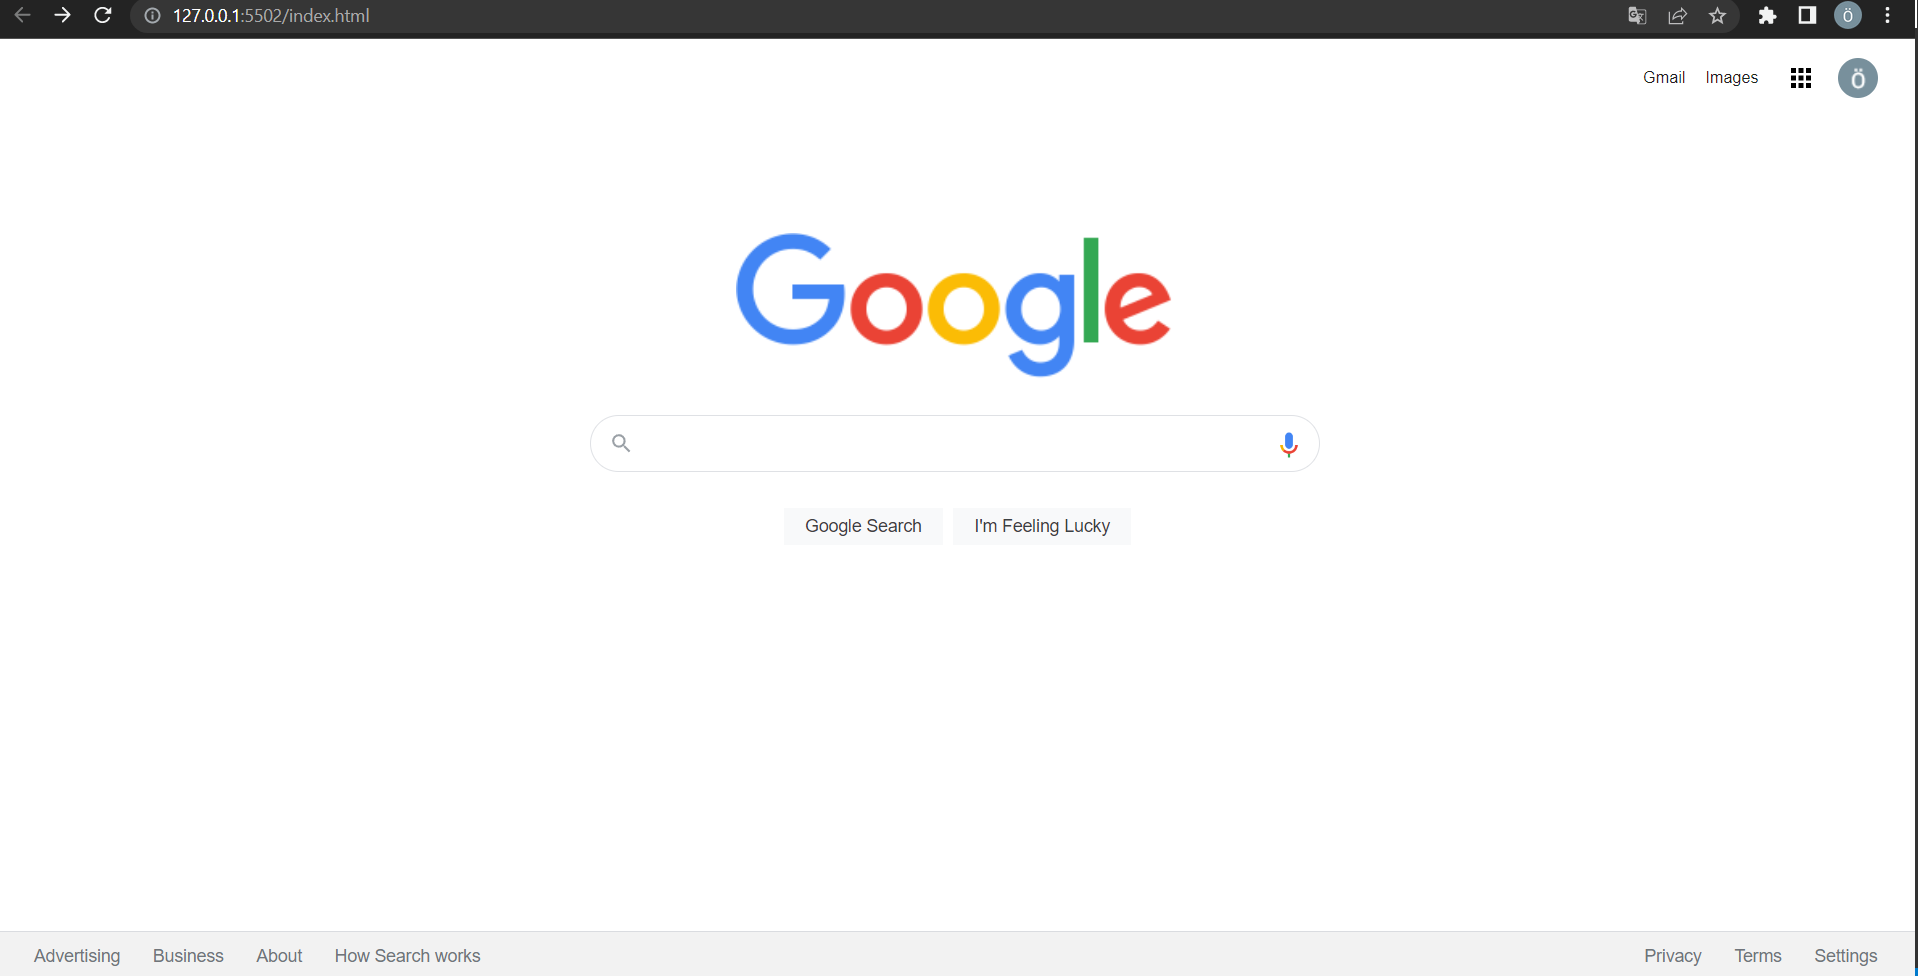 127.0.0.1:5502/index.html ö
Gmail Images ö
Google
Google Search I'm Feeling Lucky
Advertising Business About How Search works Privacy Terms Settings